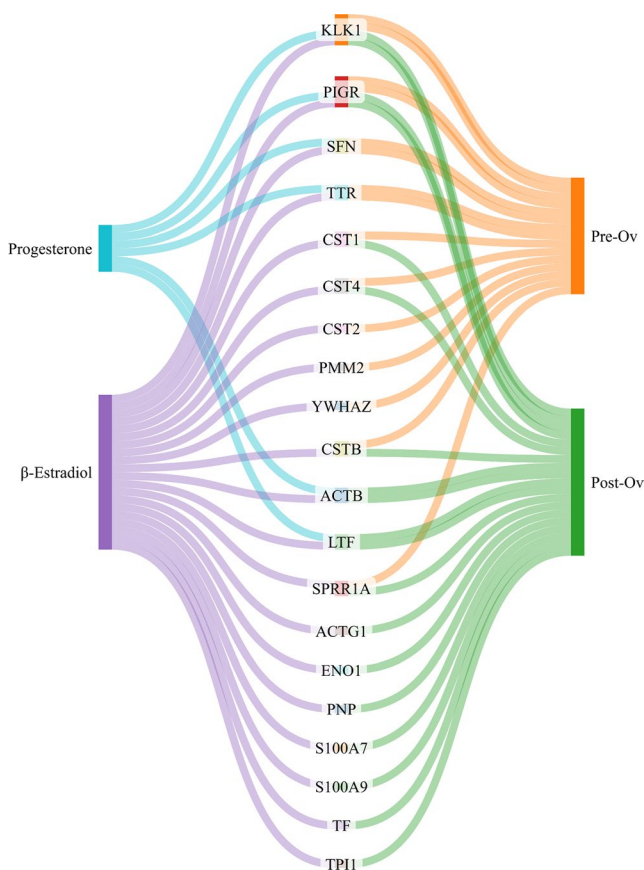 KLK1
PIGR
SFN
TTR
Progesterone
CST1
Pre-Ov
CST4
CST2
PMM2
YWHAZ
CSTB
β-Estradiol
Post-Ov
ACTB
LTF
SPRR1A
ACTG1
ENO1
PNP
S100A7
S100A9
TF
TPI1